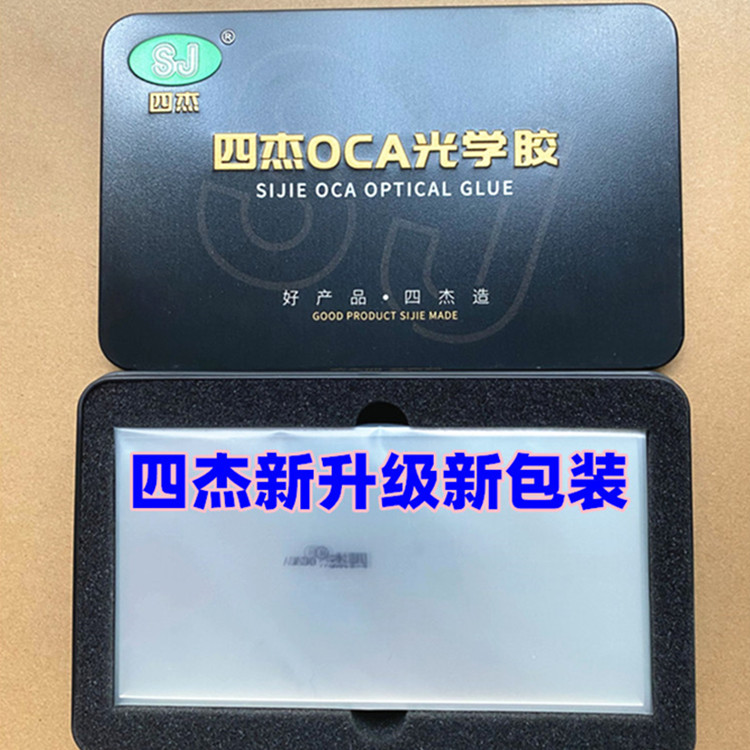 SJ
®
四杰
四杰OCA光学胶
SIJIE OCA OPTICAL GLUE
好产品·四杰造
GOOD PRODUCT SIJIE MADE
四杰新升级新包装